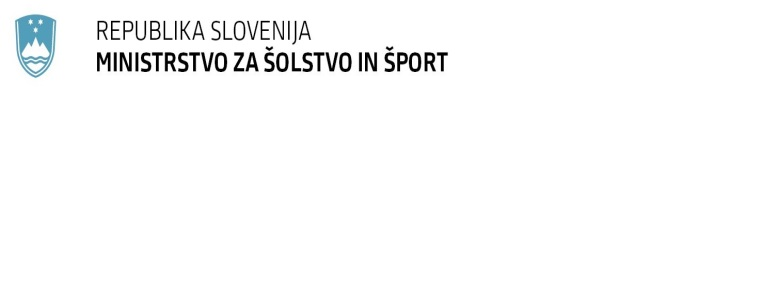 REPUBLIKA SLOVENIJA
MINISTRSTVO ZA ŠOLSTVO IN ŠPORT